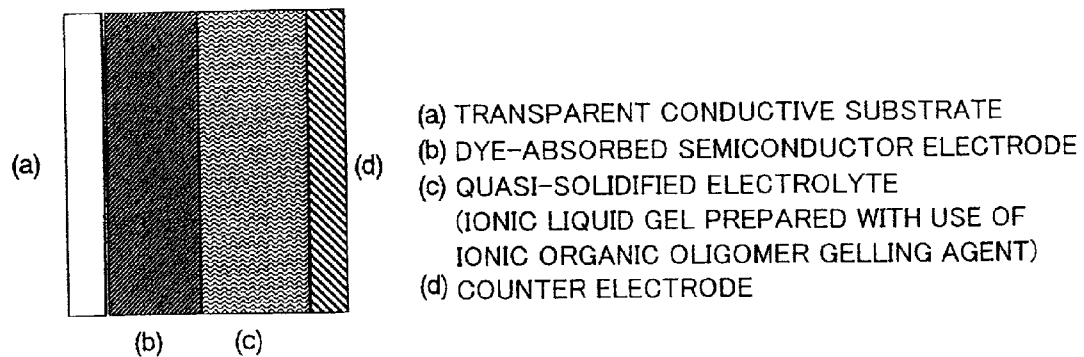 (a)
(b)
(c)
(d)
(a) TRANSPARENT CONDUCTIVE SUBSTRATE
(b) DYE-ABSORBED SEMICONDUCTOR ELECTRODE
(c) QUASI-SOLIDIFIED ELECTROLYTE
(IONIC LIQUID GEL PREPARED WITH USE OF
IONIC ORGANIC OLIGOMER GELLING AGENT)
(d) COUNTER ELECTRODE